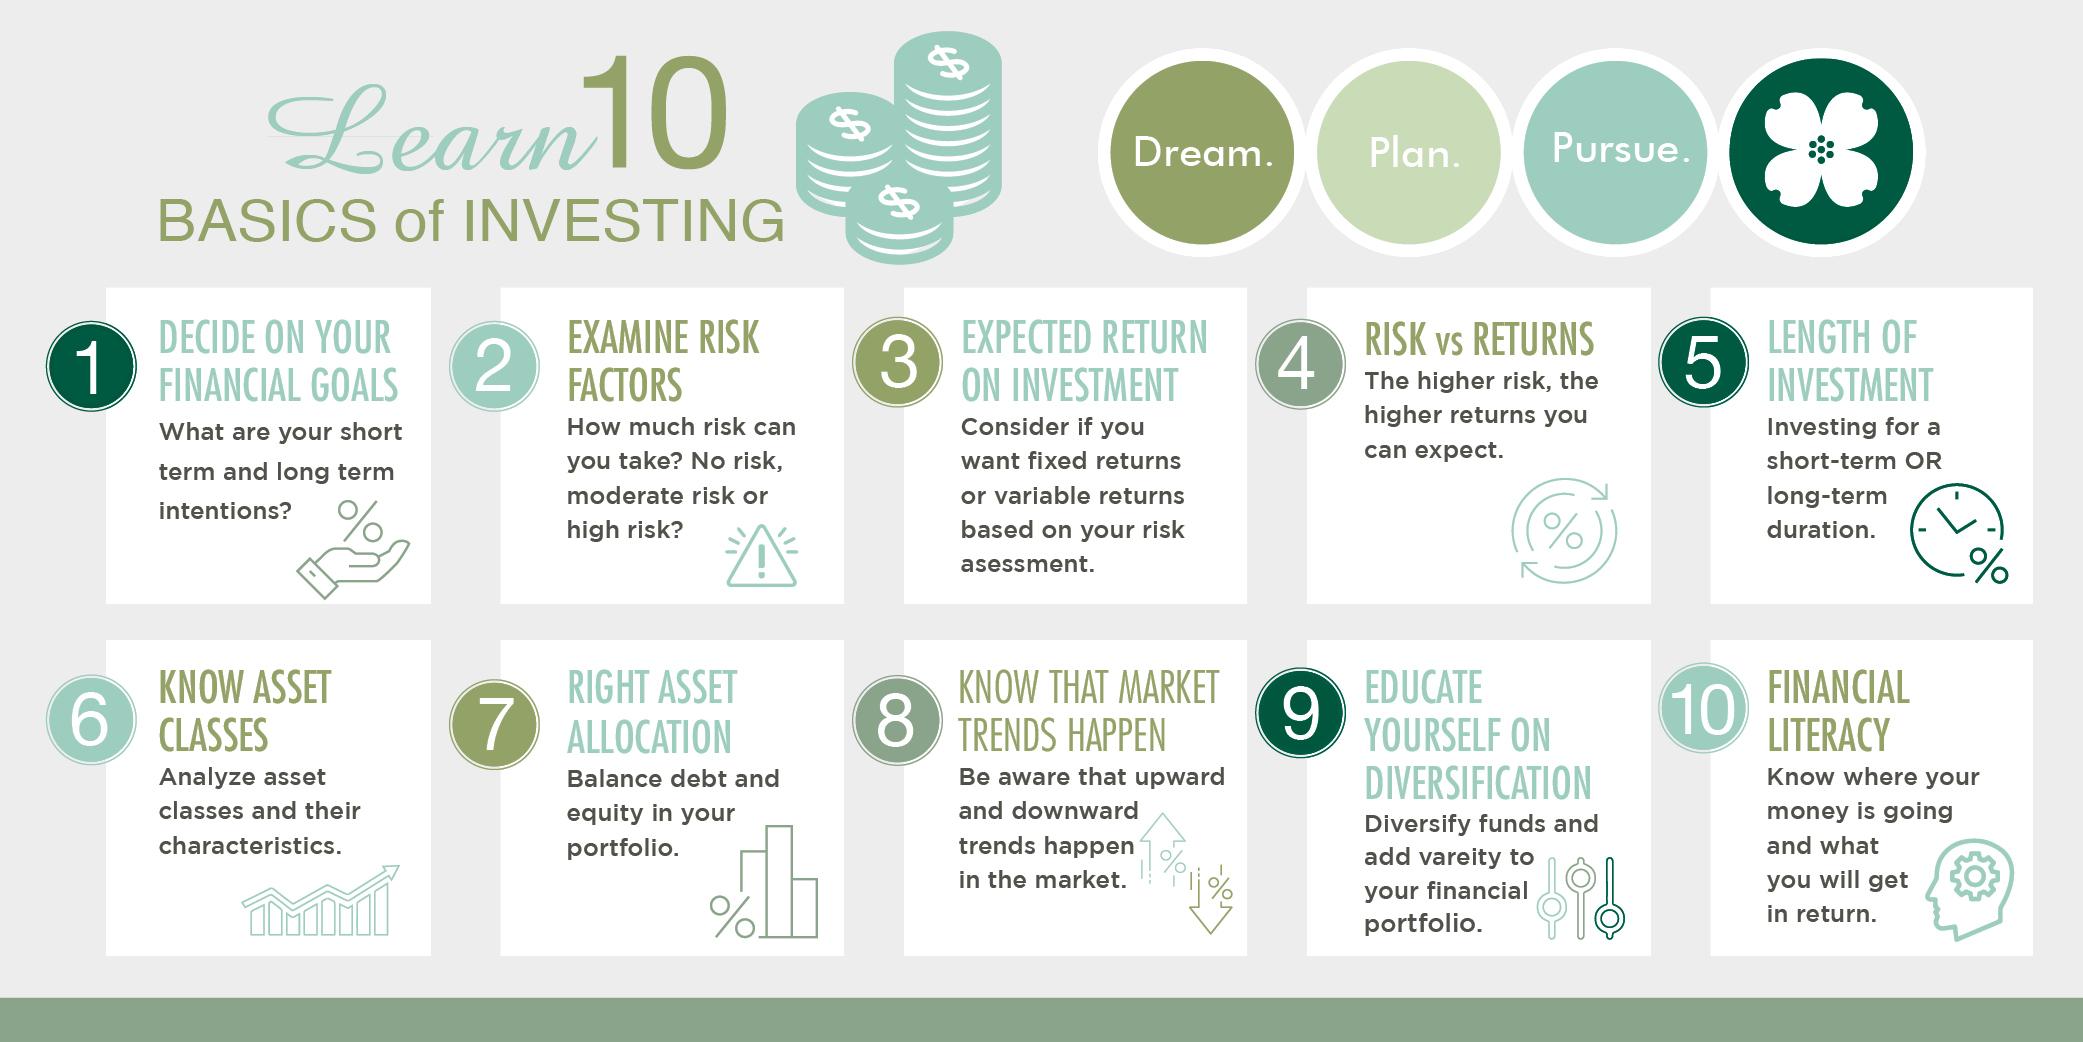 Learn 10
BASICS of INVESTING
$
$
$
Dream.
Plan.
Pursue.
1
DECIDE ON YOUR
FINANCIAL GOALS
What are your short
term and long term
intentions?
%
2
EXAMINE RISK
FACTORS
How much risk can
you take? No risk,
moderate risk or
high risk?
!
3
EXPECTED RETURN
ON INVESTMENT
Consider if you
want fixed returns
or variable returns
based on your risk
asessment.
4
RISK vs RETURNS
The higher risk, the
higher returns you
can expect.
%
5
LENGTH OF
INVESTMENT
Investing for a
short-term OR
long-term
duration.
%
6
KNOW ASSET
CLASSES
Analyze asset
classes and their
characteristics.
7
RIGHT ASSET
ALLOCATION
Balance debt and
equity in your
portfolio.
%
8
KNOW THAT MARKET
TRENDS HAPPEN
Be aware that upward
and downward
trends happen
in the market.
%
%
9
EDUCATE
YOURSELF ON
DIVERSIFICATION
Diversify funds and
add vareity to
your financial
portfolio.
10
FINANCIAL
LITERACY
Know where your
money is going
and what
you will get
in return.